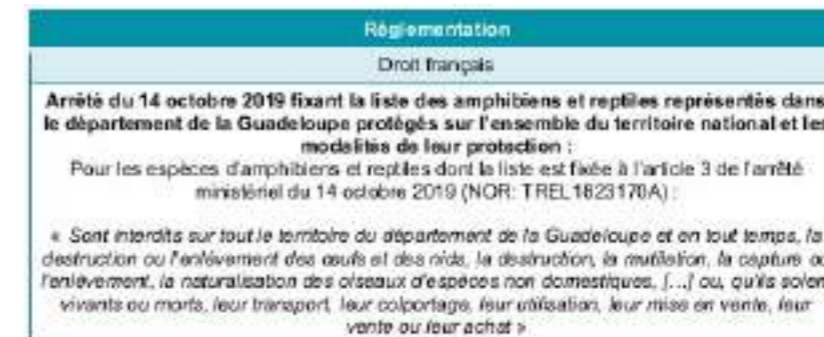 Réglementation
Droit français
Arrêté du 14 octobre 2019 fixant la liste des amphibiens et reptiles représentés dans
le département de la Guadeloupe protégés sur l'ensemble du territoire national et les
modalités de leur protection :
Pour les espèces d'amphibiens et reptiles dont la liste est fixée à l'article 3 de l'arrêté
ministériel du 14 octobre 2019 (NOR: TREL1823170A) :
« Sont interdits sur tout le territoire du département de la Guadeloupe et en tout temps, la
destruction ou l'enlèvement des œufs et des nids, la destruction, la mutilation, la capture ou
l'enlèvement, la naturalisation des oiseaux d'espèces non domestiques, [...] ou, qu'ils soient
vivants ou morts, leur transport, leur colportage, leur utilisation, leur mise en vente, leur
vente ou leur achat »